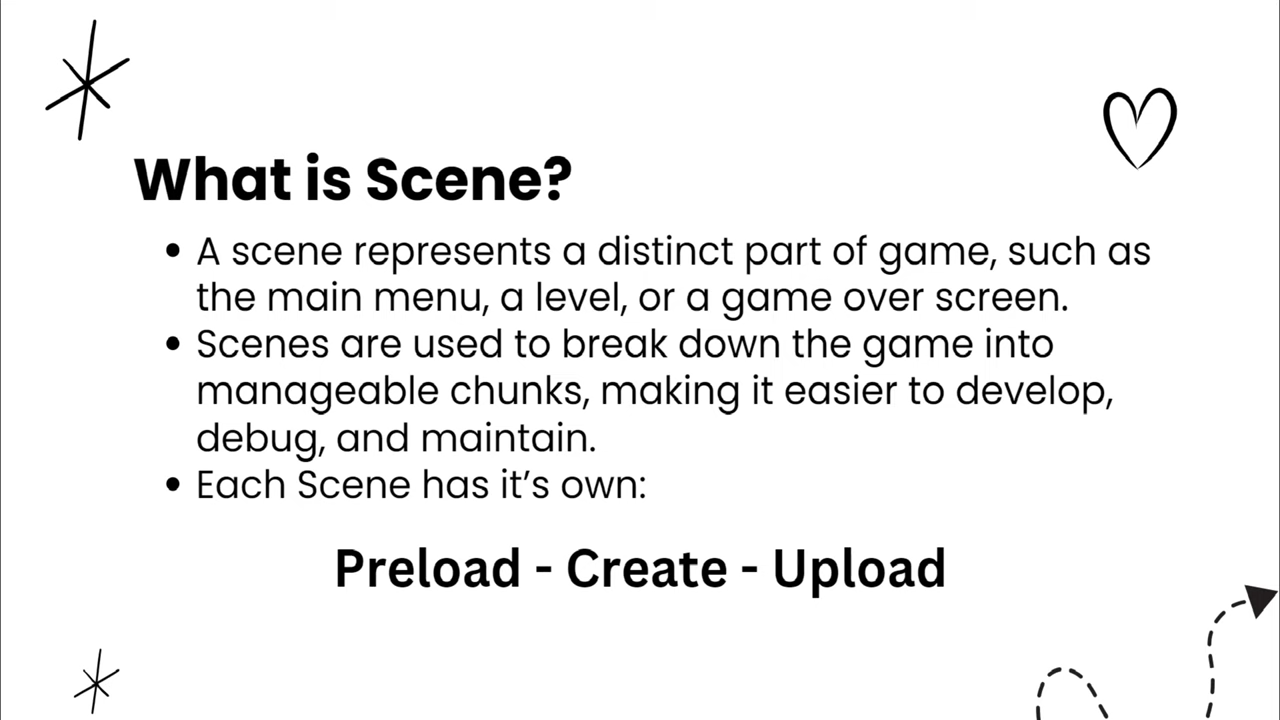 What is Scene?
• A scene represents a distinct part of game, such as
the main menu, a level, or a game over screen.
• Scenes are used to break down the game into
manageable chunks, making it easier to develop,
debug, and maintain.
• Each Scene has it’s own:
Preload - Create - Upload